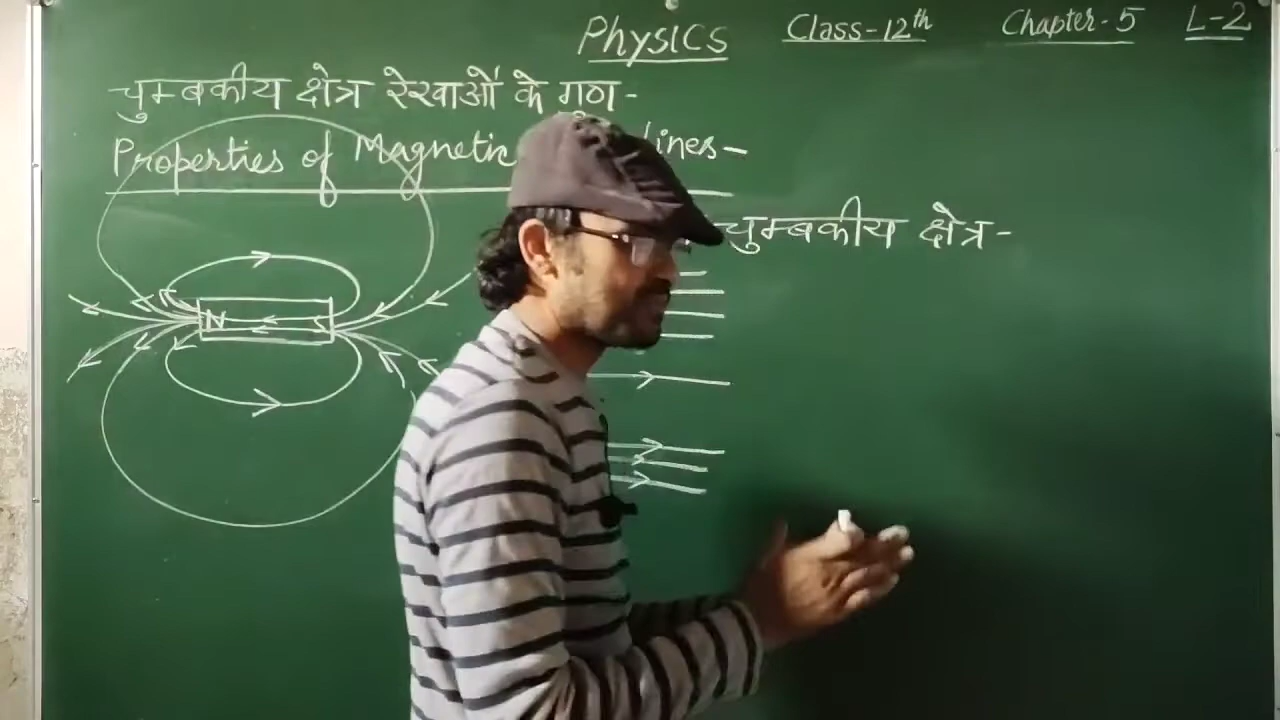 Physics Class-12th Chapter-5 L-2
चुम्बकीय क्षेत्र रेखाओं के गुण-
Properties of Magnetic lines-
चुम्बकीय क्षेत्र-
N